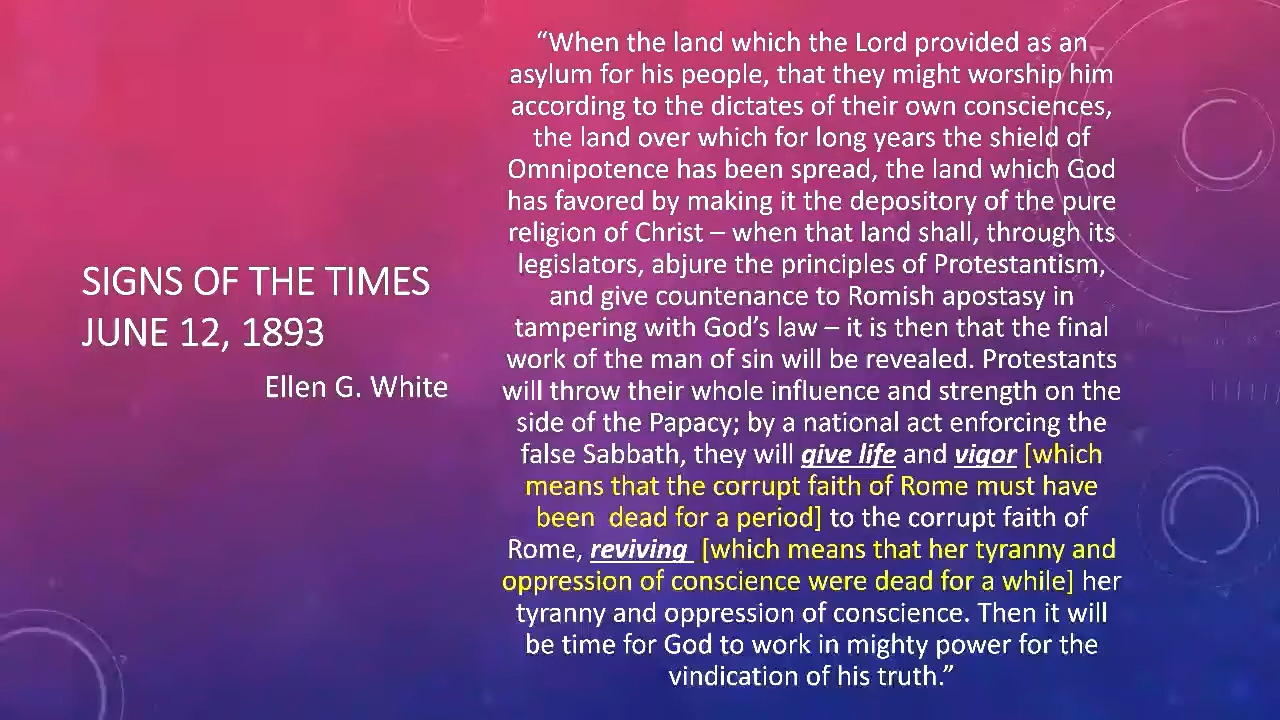 SIGNS OF THE TIMES
JUNE 12, 1893
Ellen G. White
“When the land which the Lord provided as an
asylum for his people, that they might worship him
according to the dictates of their own consciences,
the land over which for long years the shield of
Omnipotence has been spread, the land which God
has favored by making it the depository of the pure
religion of Christ – when that land shall, through its
legislators, abjure the principles of Protestantism,
and give countenance to Romish apostasy in
tampering with God’s law – it is then that the final
work of the man of sin will be revealed. Protestants
will throw their whole influence and strength on the
side of the Papacy; by a national act enforcing the
false Sabbath, they will give life and vigor [which
means that the corrupt faith of Rome must have
been  dead for a period] to the corrupt faith of
Rome, reviving  [which means that her tyranny and
oppression of conscience were dead for a while] her
tyranny and oppression of conscience. Then it will
be time for God to work in mighty power for the
vindication of his truth.”